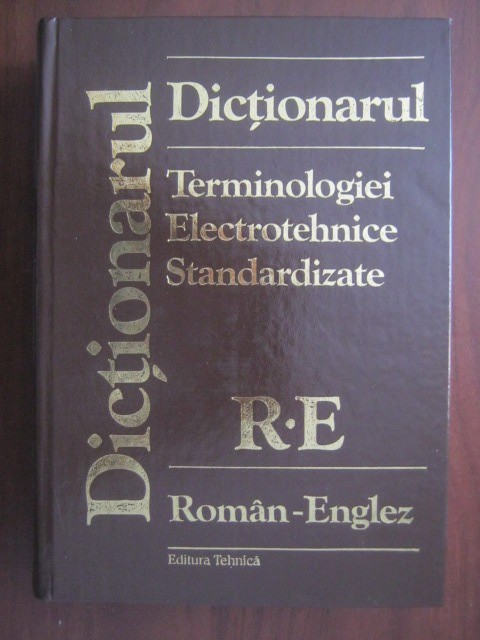 Dicționarul
Dicționarul
Terminologiei
Electrotehnice
Standardizate
R·E
Român-Englez
Editura Tehnică